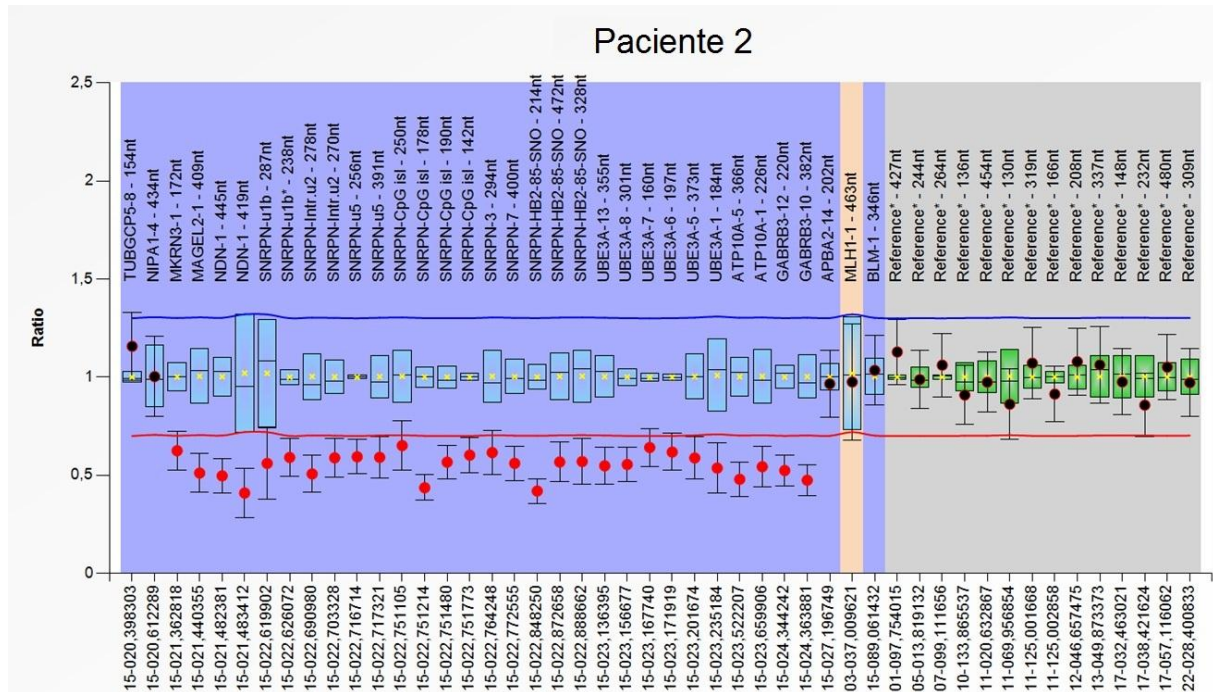 Paciente 2
Ratio
2,5
2
1,5
1
0,5
0
TUBGCP5-8 - 154nt
NIPA1-4 - 434nt
MKRN3-1 - 172nt
MAGEL2-1 - 409nt
NDN-1 - 445nt
NDN-1 - 419nt
SNRPN-u1b - 287nt
SNRPN-u1b* - 238nt
SNRPN-Intr.u2 - 278nt
SNRPN-Intr.u2 - 270nt
SNRPN-u5 - 256nt
SNRPN-u5 - 391nt
SNRPN-CpG isl - 250nt
SNRPN-CpG isl - 178nt
SNRPN-CpG isl - 190nt
SNRPN-CpG isl - 142nt
SNRPN-3 - 294nt
SNRPN-7 - 400nt
SNRPN-HB2-85-SNO - 214nt
SNRPN-HB2-85-SNO - 472nt
SNRPN-HB2-85-SNO - 328nt
UBE3A-13 - 355nt
UBE3A-8 - 301nt
UBE3A-7 - 160nt
UBE3A-6 - 197nt
UBE3A-5 - 373nt
UBE3A-1 - 184nt
ATP10A-5 - 366nt
ATP10A-1 - 226nt
GABRB3-12 - 220nt
GABRB3-10 - 382nt
APBA2-14 - 202nt
MLH1-1 - 463nt
BLM-1 - 346nt
Reference* - 427nt
Reference* - 244nt
Reference* - 264nt
Reference* - 136nt
Reference* - 454nt
Reference* - 130nt
Reference* - 319nt
Reference* - 166nt
Reference* - 208nt
Reference* - 337nt
Reference* - 148nt
Reference* - 232nt
Reference* - 480nt
Reference* - 309nt
15-020,398303
15-020,612289
15-021,362818
15-021,440355
15-021,482381
15-021,483412
15-022,619902
15-022,626072
15-022,690980
15-022,703328
15-022,716714
15-022,717321
15-022,751105
15-022,751214
15-022,751480
15-022,751773
15-022,764248
15-022,772555
15-022,848250
15-022,872658
15-022,888662
15-023,136395
15-023,156677
15-023,167740
15-023,171919
15-023,201674
15-023,235184
15-023,522207
15-023,659906
15-024,344242
15-024,363881
15-027,196749
03-037,009621
15-089,061432
01-097,754015
05-013,819132
07-099,111656
10-133,865537
11-020,632867
11-069,956854
11-125,001668
11-125,002858
12-046,657475
13-049,873373
17-032,463021
17-038,421624
17-057,116062
22-028,400833